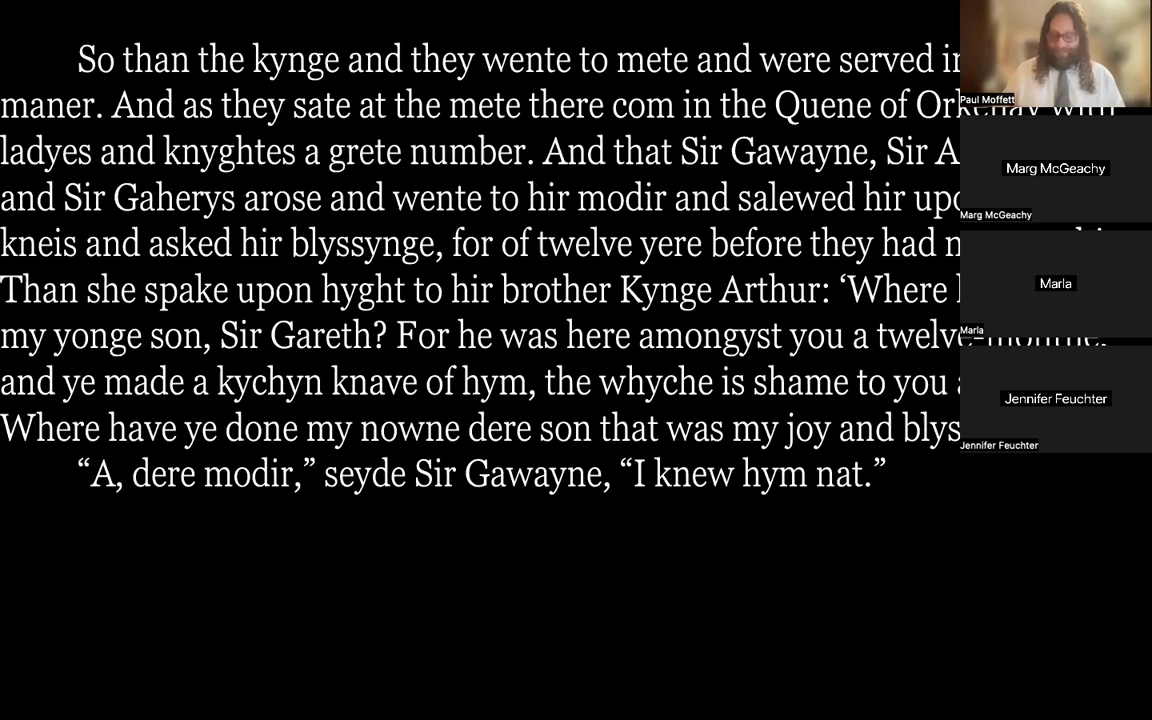 So than the kynge and they wente to mete and were served in
maner. And as they sate at the mete there com in the Quene of Orkenay with
ladyes and knyghtes a grete number. And that Sir Gawayne, Sir A
and Sir Gaherys arose and wente to hir modir and salewed hir upo
kneis and asked hir blyssynge, for of twelve yere before they had
Than she spake upon hyght to hir brother Kynge Arthur: ‘Where
my yonge son, Sir Gareth? For he was here amongyst you a twelve-monthe,
and ye made a kychyn knave of hym, the whyche is shame to you
Where have ye done my nowne dere son that was my joy and blys
“A, dere modir,” seyde Sir Gawayne, “I knew hym nat.”
Paul Moffett
Marg McGeachy
Marg McGeachy
Marla
Marla
Jennifer Feuchter
Jennifer Feuchter